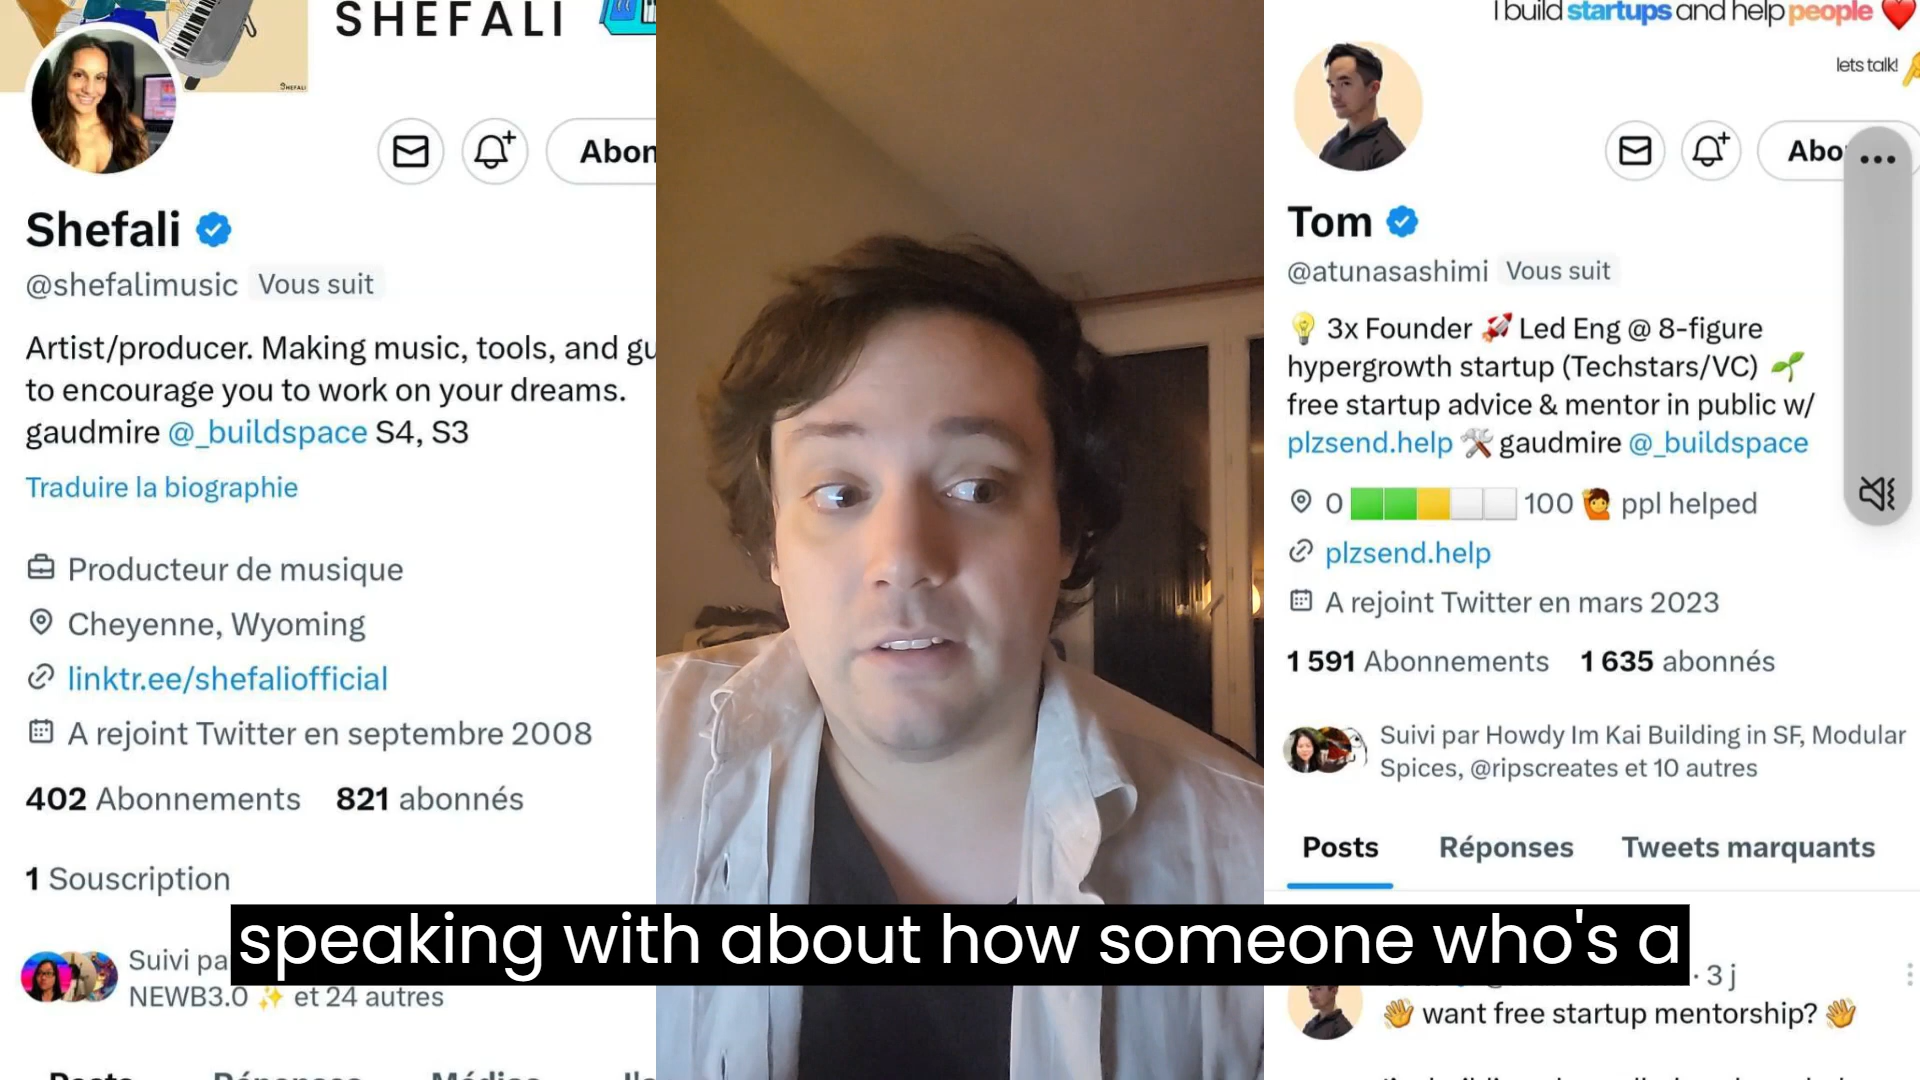 SHEFALI
SHEFALI
Abon
Shefali
@shefalimusic Vous suit
Artist/producer. Making music, tools, and gu
to encourage you to work on your dreams.
gaudmire @_buildspace S4, S3
Traduire la biographie
Producteur de musique
Cheyenne, Wyoming
linktr.ee/shefaliofficial
A rejoint Twitter en septembre 2008
402 Abonnements 821 abonnés
1 Souscription
Suivi pa
NEWB3.0 ✨ et 24 autres
Posts Réponses Médias J'a
I build startups and help people ❤️
lets talk!
Abo
Tom
@atunasashimi Vous suit
💡 3x Founder 🚀 Led Eng @ 8-figure
hypergrowth startup (Techstars/VC) 🌱
free startup advice & mentor in public w/
plzsend.help 🛠️ gaudmire @_buildspace
0 🟩🟩🟨⬜⬜ 100 🙋 ppl helped
plzsend.help
A rejoint Twitter en mars 2023
1 591 Abonnements 1 635 abonnés
Suivi par Howdy Im Kai Building in SF, Modular
Spices, @ripscreates et 10 autres
Posts Réponses Tweets marquants
· 3 j
👋 want free startup mentorship? 👋
speaking with about how someone who's a